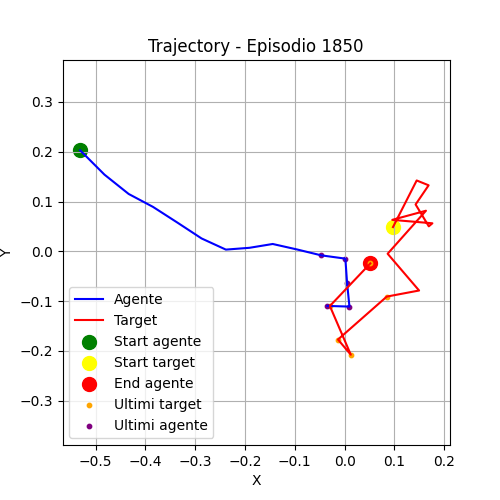 Trajectory - Episodio 1850
Y
0.3
0.2
0.1
0.0
−0.1
−0.2
−0.3
Agente
Target
Start agente
Start target
End agente
Ultimi target
Ultimi agente
−0.5 −0.4 −0.3 −0.2 −0.1 0.0 0.1 0.2
X